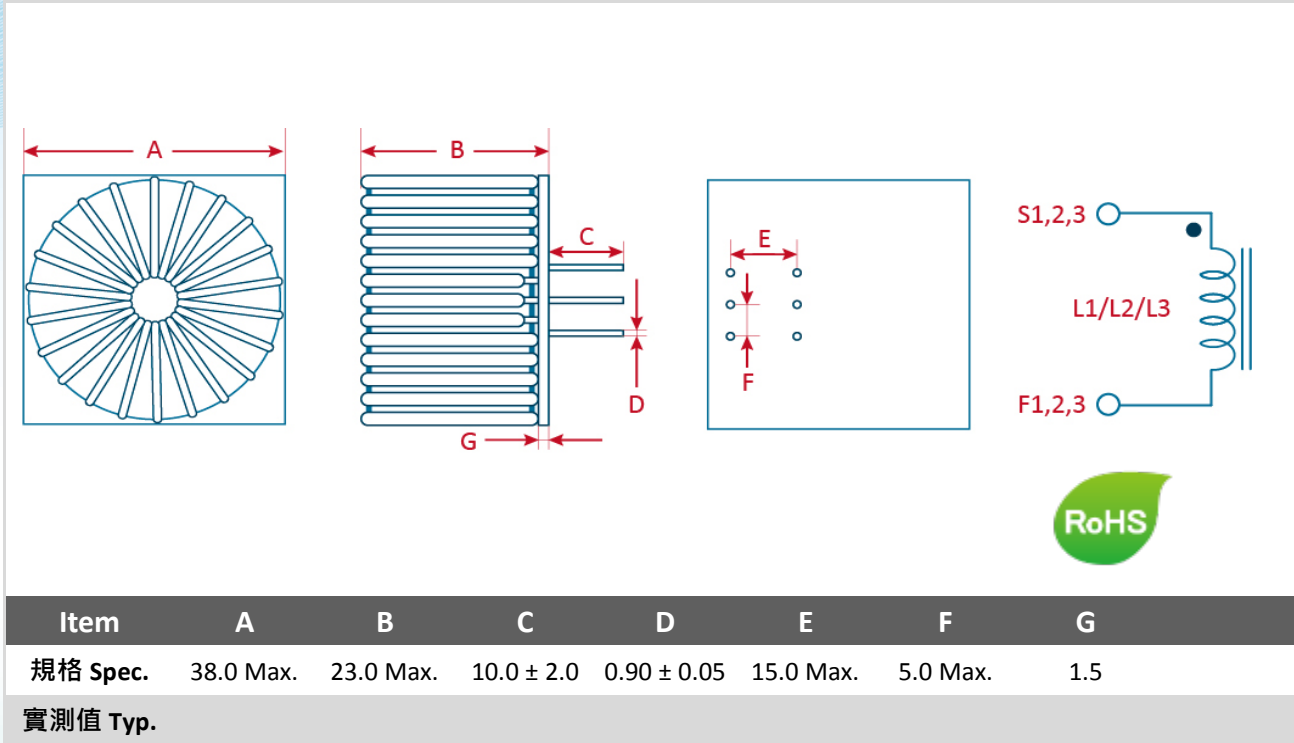 A
B
C
D
G
E
F
S1,2,3
L1/L2/L3
F1,2,3
RoHS
Item A B C D E F G
規格 Spec. 38.0 Max. 23.0 Max. 10.0 ± 2.0 0.90 ± 0.05 15.0 Max. 5.0 Max. 1.5
實測值 Typ.